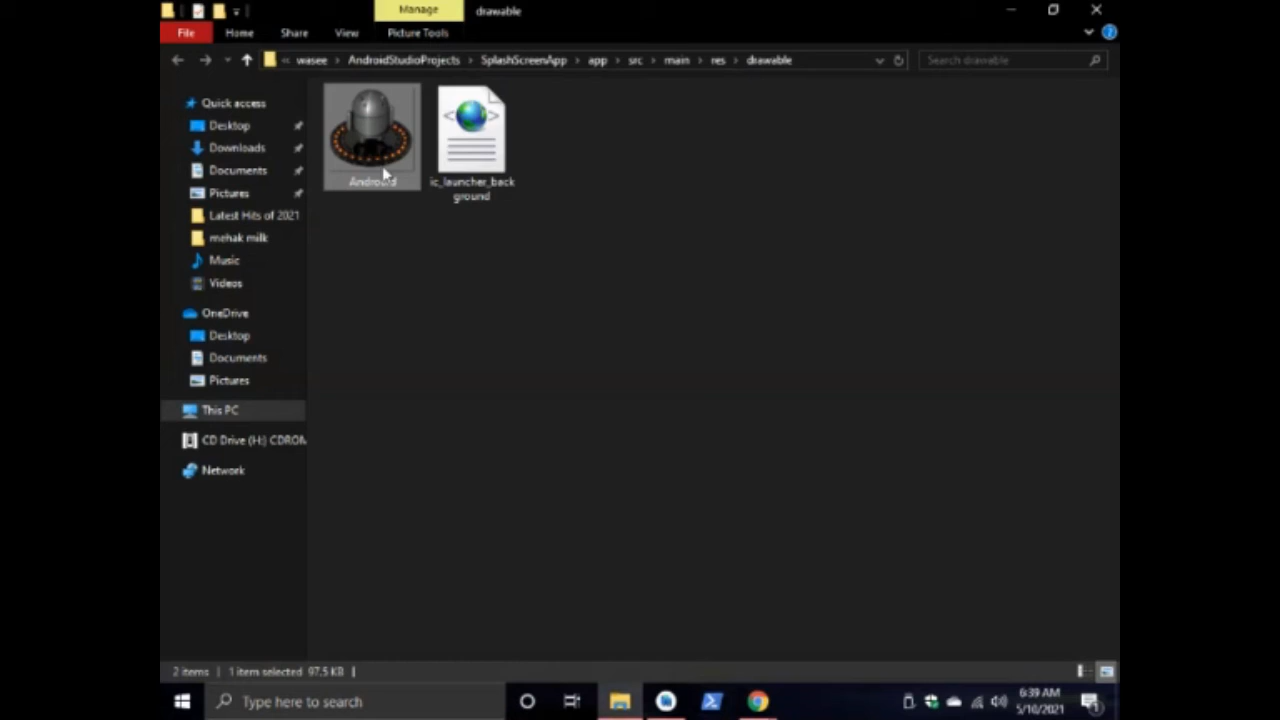 Manage
drawable
File
Home
Share
View
Picture Tools
wasee > AndroidStudioProjects > SplashScreenApp > app > src > main > res > drawable
Search drawable
Quick access
Desktop
Downloads
Documents
Pictures
Latest Hits of 2021
mehak milk
Music
Videos
OneDrive
Desktop
Documents
Pictures
This PC
CD Drive (H:) CDROM
Network
Android
ic_launcher_back
ground
2 items
1 item selected 97.5 KB
Type here to search
6:39 AM
5/10/2021